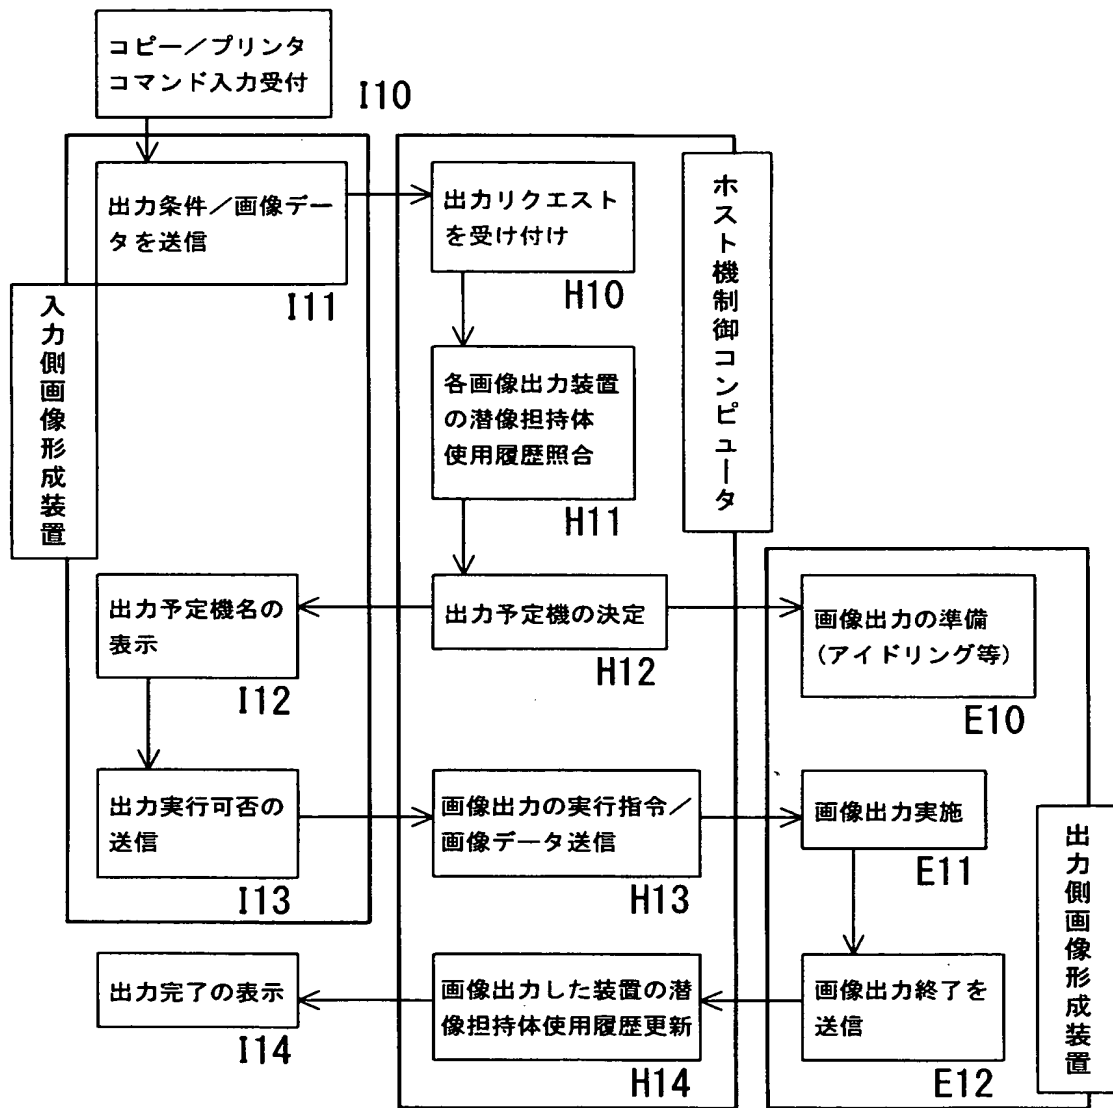 コピー／プリンタ
コマンド入力受付
I10
出力条件／画像デー
タを送信
I11
出力リクエスト
を受け付け
H10
ホスト機制御コンピュータ
入力側画像形成装置
各画像出力装置
の潜像担持体
使用履歴照合
H11
出力予定機名の
表示
I12
出力予定機の決定
H12
画像出力の準備
(アイドリング等)
E10
出力実行可否の
送信
I13
画像出力の実行指令／
画像データ送信
H13
画像出力実施
E11
出力側画像形成装置
出力完了の表示
I14
画像出力した装置の潜
像担持体使用履歴更新
H14
画像出力終了を
送信
E12